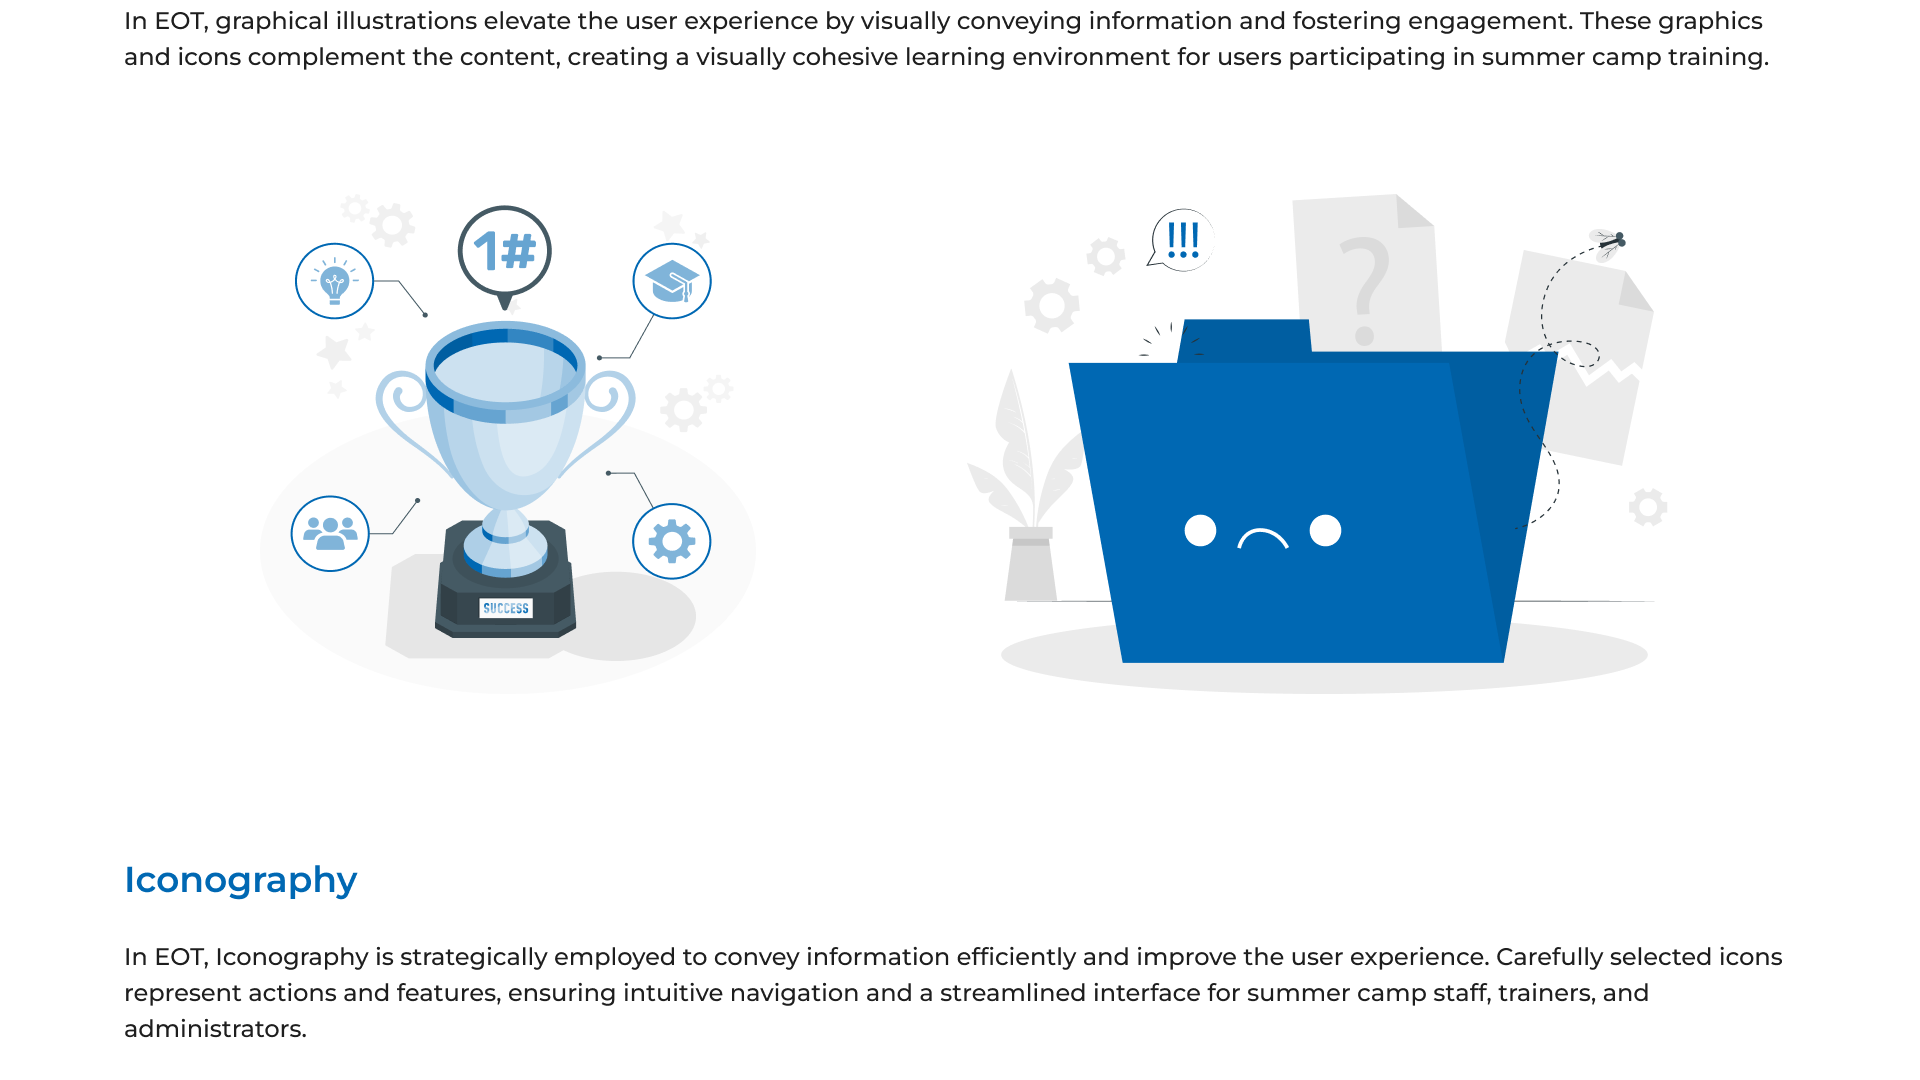 In EOT, graphical illustrations elevate the user experience by visually conveying information and fostering engagement. These graphics
and icons complement the content, creating a visually cohesive learning environment for users participating in summer camp training.
1#
!!!
?
SUCCESS
Iconography
In EOT, Iconography is strategically employed to convey information efficiently and improve the user experience. Carefully selected icons
represent actions and features, ensuring intuitive navigation and a streamlined interface for summer camp staff, trainers, and
administrators.